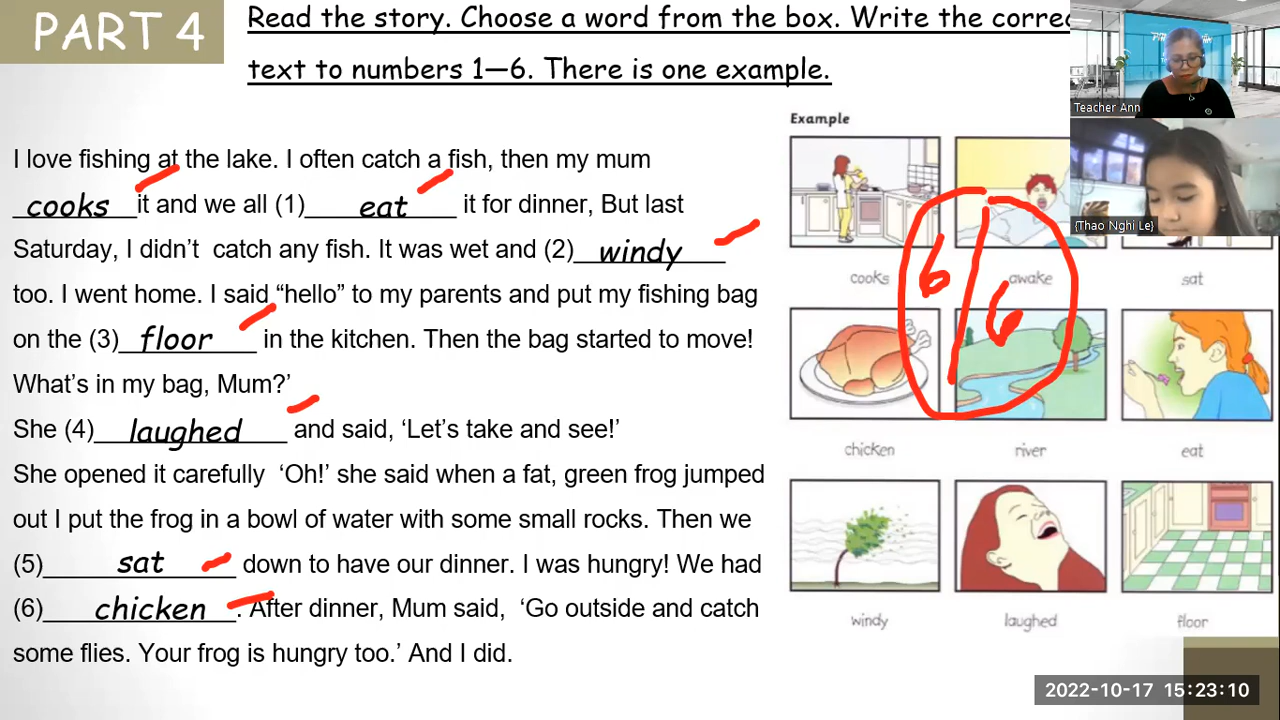 PART 4
Read the story. Choose a word from the box. Write the
text to numbers 1—6. There is one example.
I love fishing at the lake. I often catch a fish, then my mum
cooks it and we all (1) eat it for dinner, But last
Saturday, I didn't catch any fish. It was wet and (2) windy
too. I went home. I said “hello” to my parents and put my fishing bag
on the (3) floor in the kitchen. Then the bag started to move!
What's in my bag, Mum?’
She (4) laughed and said, ‘Let's take and see!’
She opened it carefully ‘Oh!’ she said when a fat, green frog jumped
out I put the frog in a bowl of water with some small rocks. Then we
(5) sat down to have our dinner. I was hungry! We had
(6) chicken. After dinner, Mum said, ‘Go outside and catch
some flies. Your frog is hungry too.’ And I did.
Example
cooks awake sat
chicken river eat
windy laughed floor
6/6
Teacher Ann
{Thao Nghi Le}
2022-10-17 15:23:10